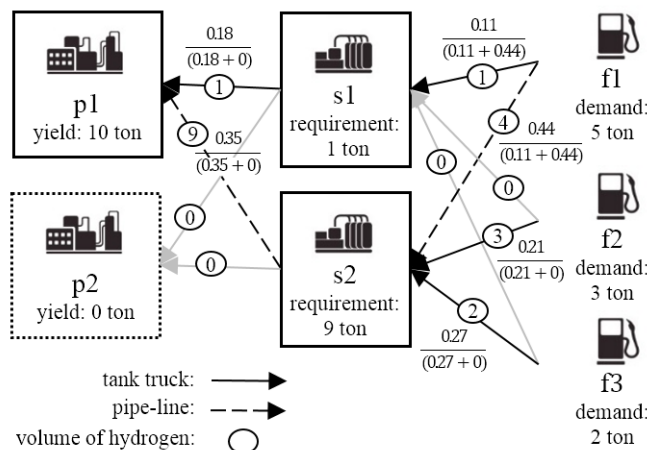 p1
yield: 10 ton
0.18
(0.18 + 0)
1
9
0.35
(0.35 + 0)
s1
requirement:
1 ton
0.11
(0.11 + 0.44)
1
4
0.44
(0.11 + 0.44)
f1
demand:
5 ton
0
0
p2
yield: 0 ton
0
0
s2
requirement:
9 ton
3
0.21
(0.21 + 0)
2
0.27
(0.27 + 0)
f2
demand:
3 ton
f3
demand:
2 ton
tank truck:
pipe-line:
volume of hydrogen: